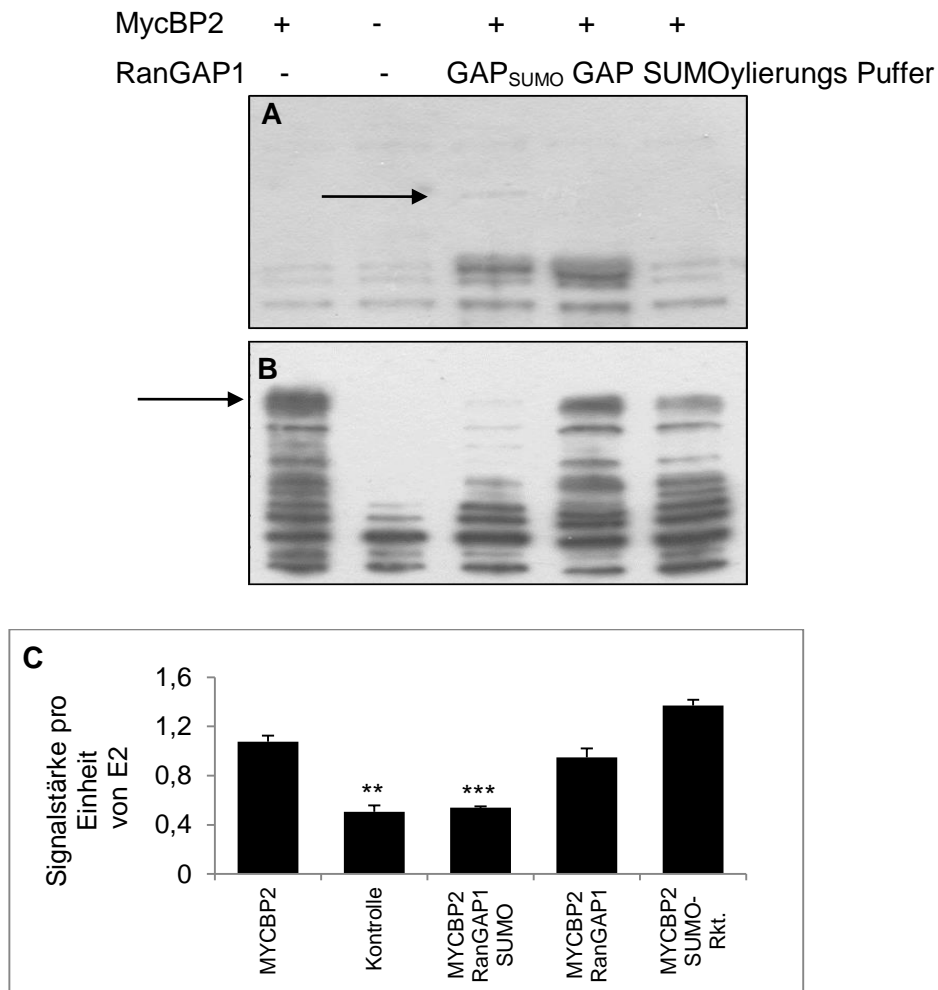 MycBP2 + - + + +
RanGAP1 - - GAPSUMO GAP SUMOylierungs Puffer
A
B
C
Signalstärke pro
Einheit
von E2
1,6
1,2
0,8
0,4
0
** ***
MYCBP2
Kontrolle
MYCBP2
RanGAP1
SUMO
MYCBP2
RanGAP1
MYCBP2
SUMO-
Rkt.